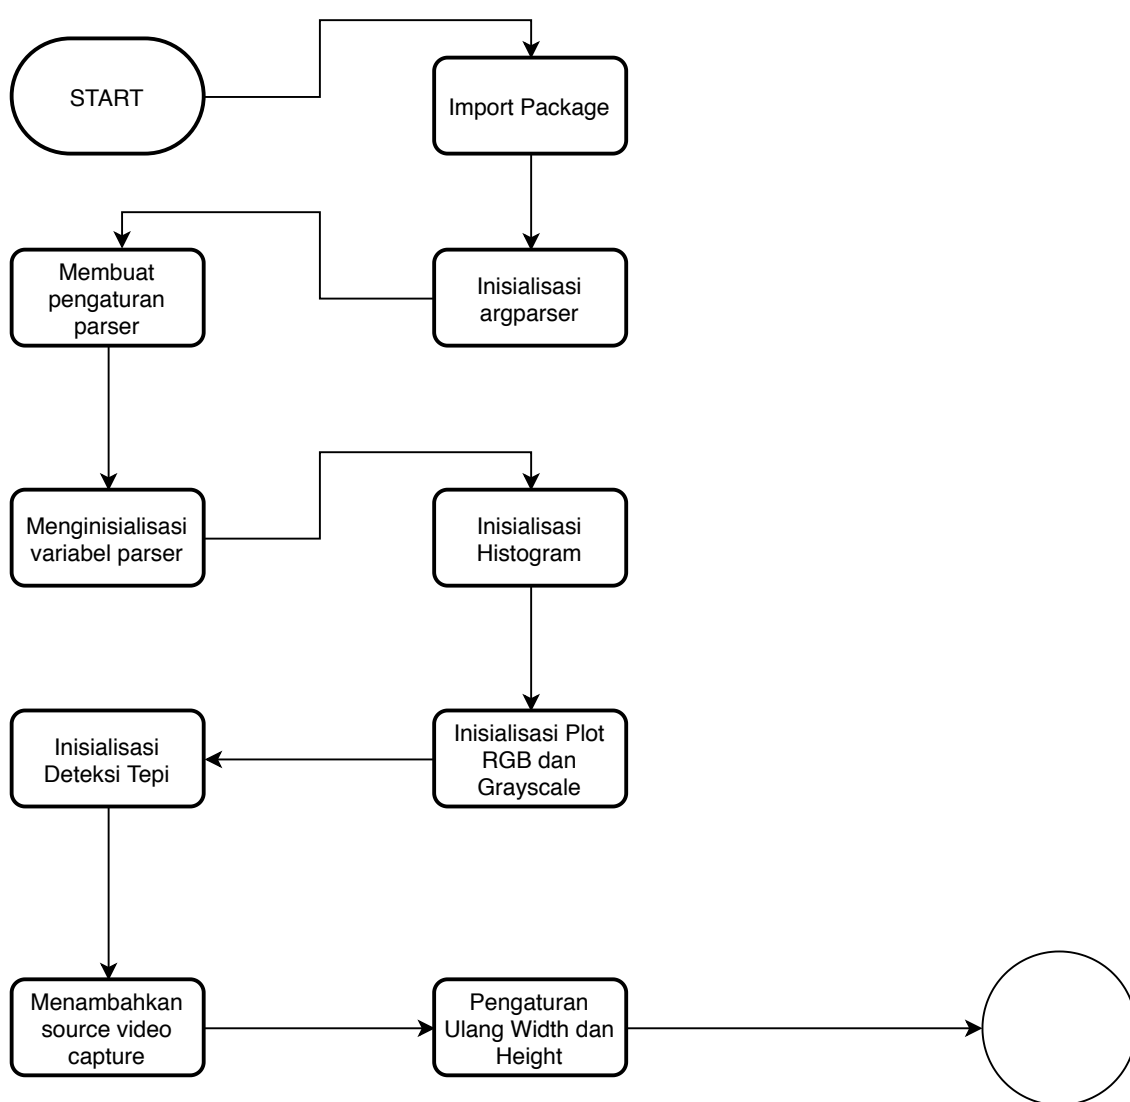 START
Import Package
Inisialisasi
argparser
Membuat
pengaturan
parser
Menginisialisasi
variabel parser
Inisialisasi
Histogram
Inisialisasi Plot
RGB dan
Grayscale
Inisialisasi
Deteksi Tepi
Menambahkan
source video
capture
Pengaturan
Ulang Width dan
Height